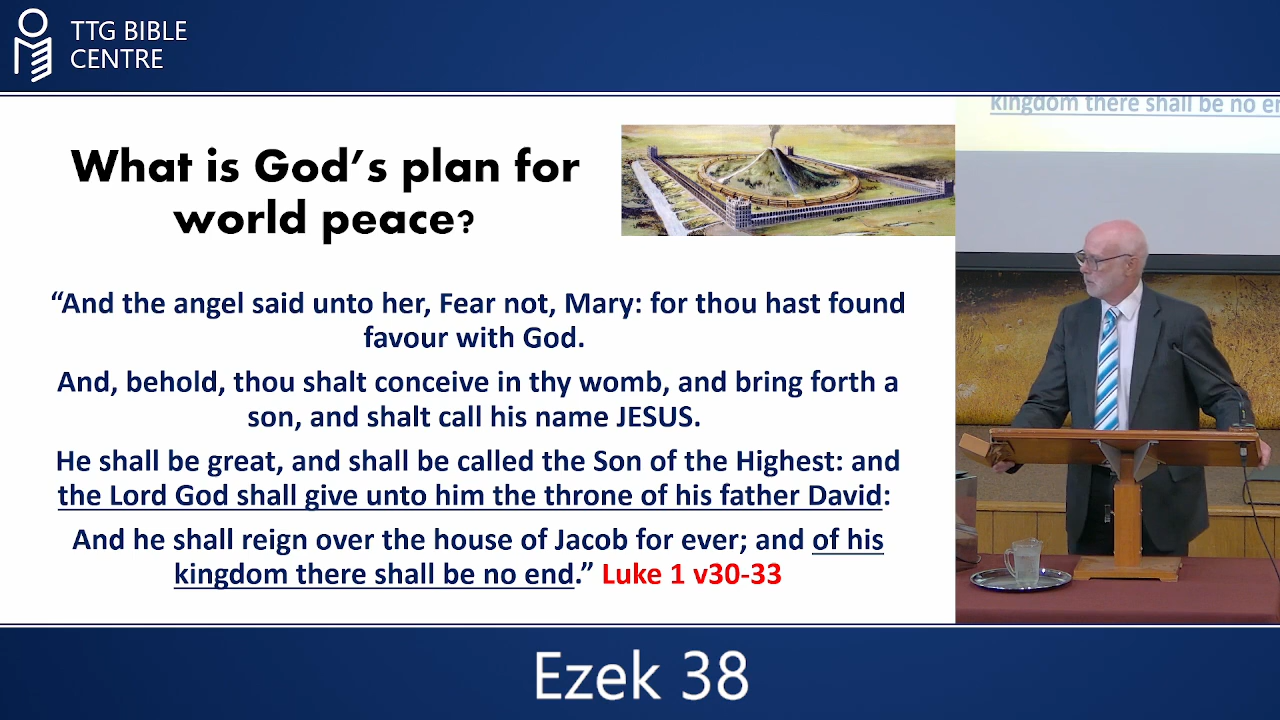 TTG BIBLE
CENTRE
What is God's plan for
world peace?
kingdom there shall be no en
“And the angel said unto her, Fear not, Mary: for thou hast found
favour with God.
And, behold, thou shalt conceive in thy womb, and bring forth a
son, and shalt call his name JESUS.
He shall be great, and shall be called the Son of the Highest: and
the Lord God shall give unto him the throne of his father David:
And he shall reign over the house of Jacob for ever; and of his
kingdom there shall be no end.” Luke 1 v30-33
Ezek 38